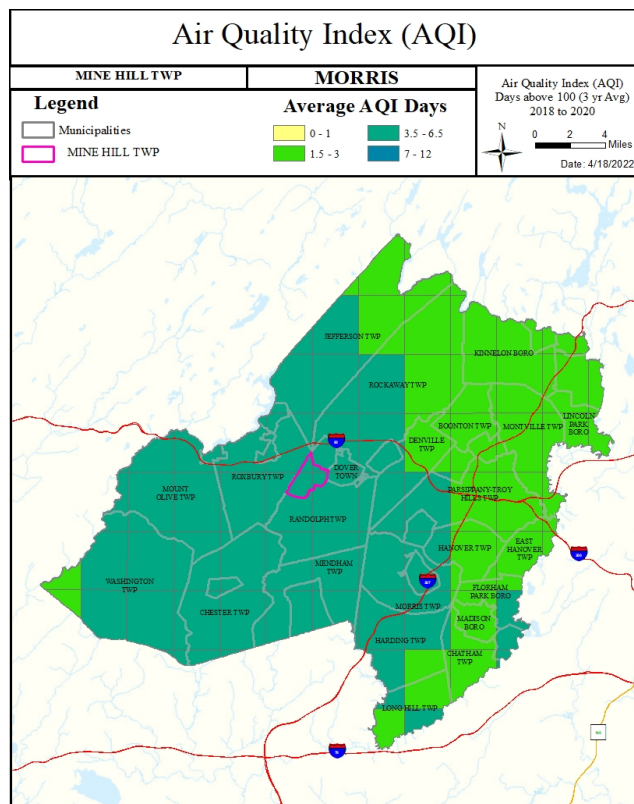 Air Quality Index (AQI)
MINE HILL TWP
MORRIS
Air Quality Index (AQI)
Days above 100 (3 yr Avg)
2018 to 2020
Legend
Municipalities
MINE HILL TWP
Average AQI Days
0 - 1
3.5 - 6.5
1.5 - 3
7 - 12
N
0 2 4
Miles
Date: 4/18/2022
JEFFERSON TWP
KINNELON BORO
ROCKAWAY TWP
LINCOLN
PARK
BORO
BOONTON TWP
MONTVILLE TWP
DENVILLE
TWP
80
DOVER
TOWN
ROXBURY TWP
MOUNT
OLIVE TWP
PARSIPPANY-TROY
HILLS TWP
RANDOLPH TWP
HANOVER TWP
EAST
HANOVER
TWP
280
MENDHAM
TWP
WASHINGTON
TWP
287
FLORHAM
PARK BORO
CHESTER TWP
MORRIS TWP
MADISON
BORO
HARDING TWP
CHATHAM
TWP
LONG HILL TWP